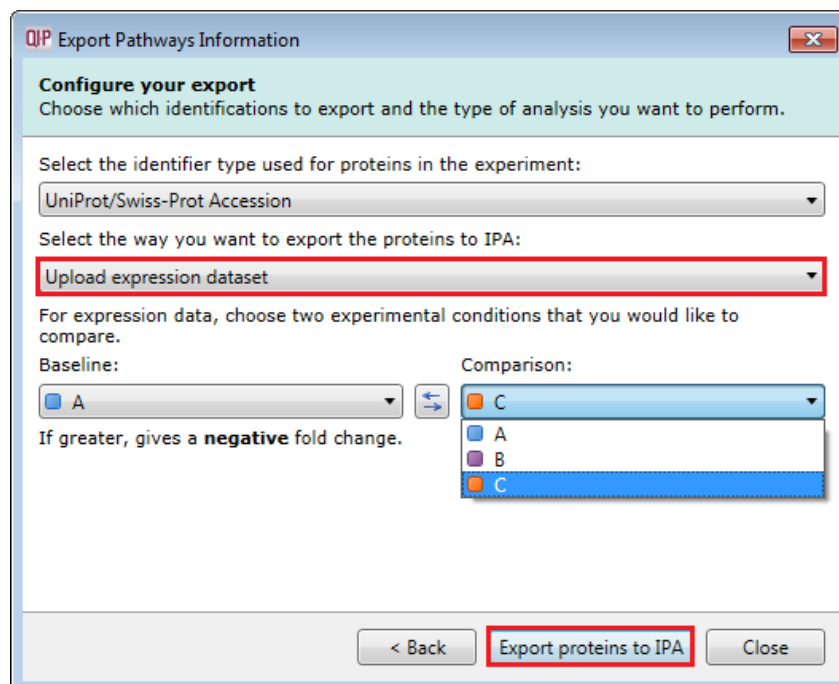 QIP Export Pathways Information
Configure your export
Choose which identifications to export and the type of analysis you want to perform.
Select the identifier type used for proteins in the experiment:
UniProt/Swiss-Prot Accession
Select the way you want to export the proteins to IPA:
Upload expression dataset
For expression data, choose two experimental conditions that you would like to
compare.
Baseline: Comparison:
A C
If greater, gives a negative fold change.
A
B
C
< Back Export proteins to IPA Close